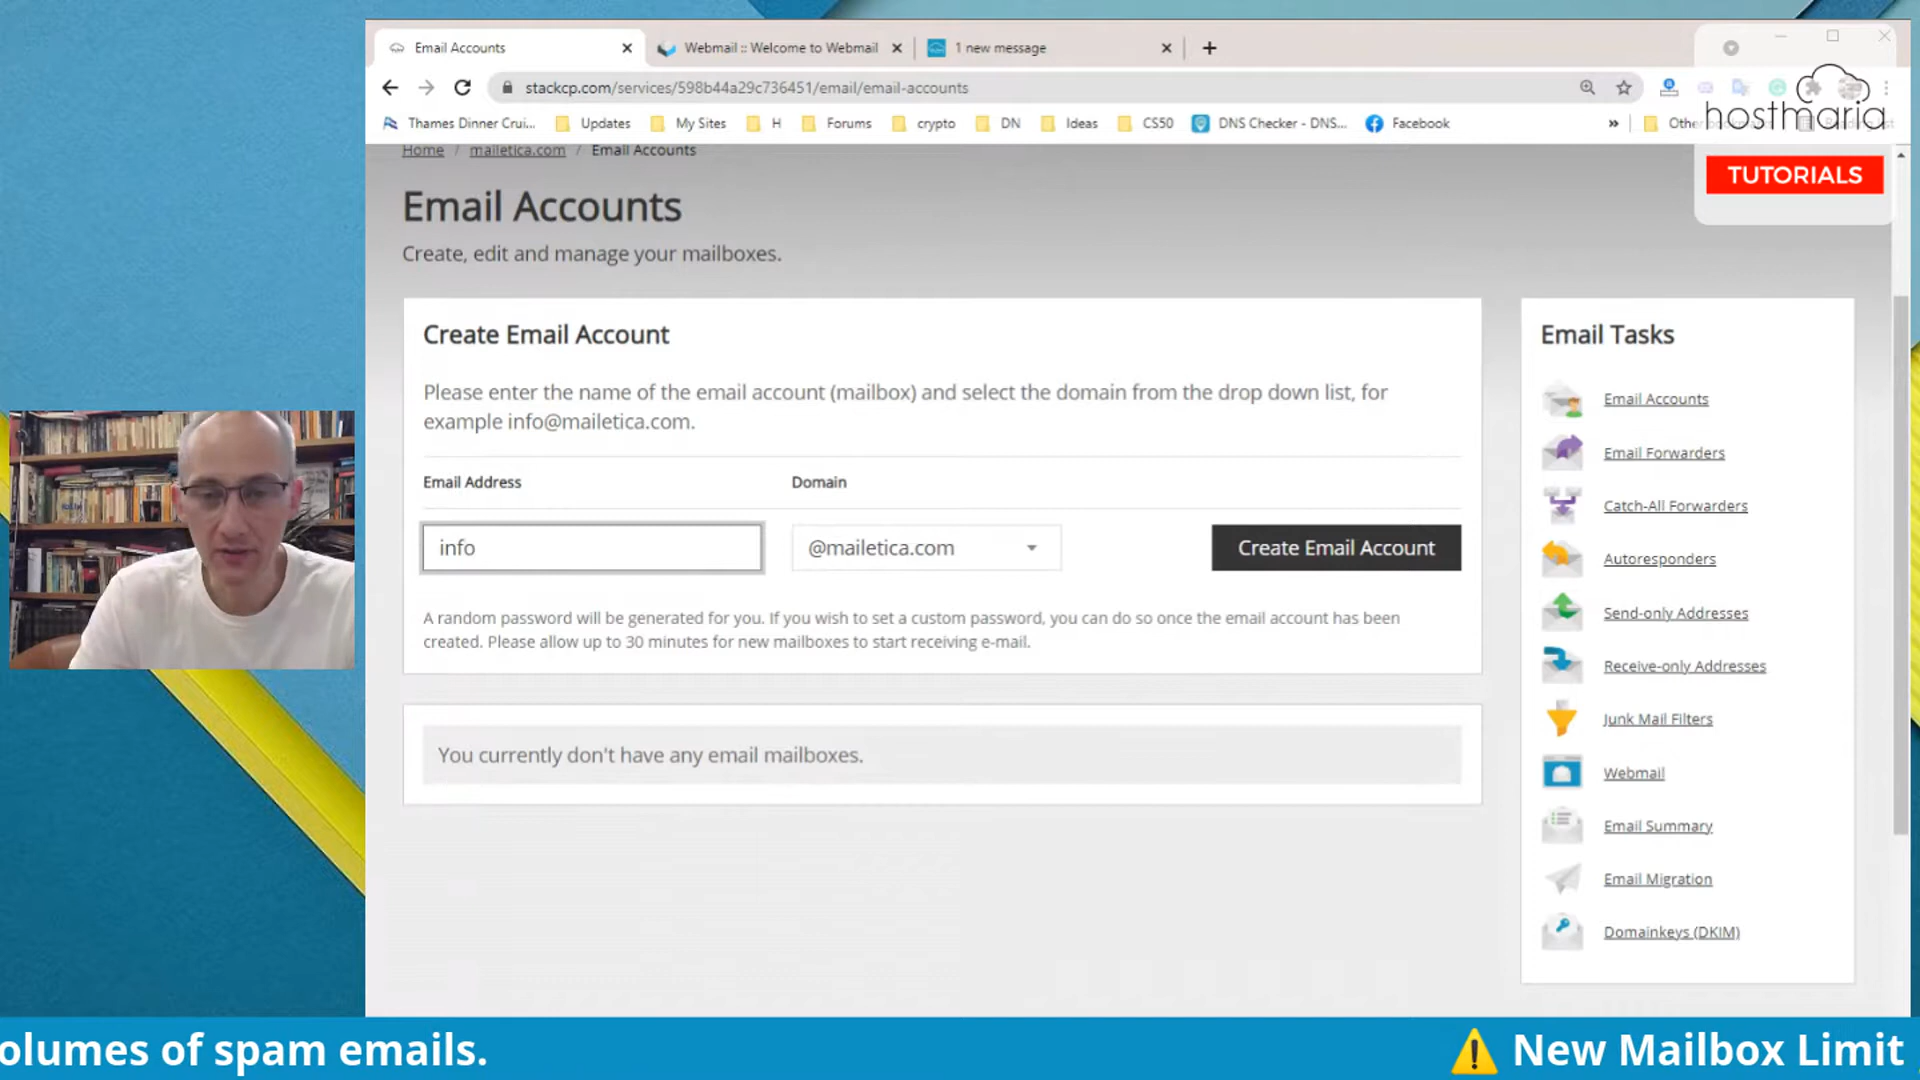 Email Accounts
Webmail :: Welcome to Webmail
1 new message
stackcp.com/services/598b44a29c736451/email/email-accounts
Thames Dinner Crui...
Updates
My Sites
H
Forums
crypto
DN
Ideas
CS50
DNS Checker - DNS...
Facebook
»
hostmaria
TUTORIALS
Home / mailetica.com / Email Accounts
Email Accounts
Create, edit and manage your mailboxes.
Create Email Account
Please enter the name of the email account (mailbox) and select the domain from the drop down list, for
example info@mailetica.com.
Email Address
Domain
info
@mailetica.com
Create Email Account
A random password will be generated for you. If you wish to set a custom password, you can do so once the email account has been
created. Please allow up to 30 minutes for new mailboxes to start receiving e-mail.
You currently don't have any email mailboxes.
Email Tasks
Email Accounts
Email Forwarders
Catch-All Forwarders
Autoresponders
Send-only Addresses
Receive-only Addresses
Junk Mail Filters
Webmail
Email Summary
Email Migration
Domainkeys (DKIM)
olumes of spam emails.
⚠ New Mailbox Limit